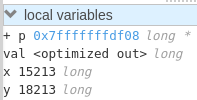 local variables
+ p 0x7fffffffdf08 long *
val <optimized out> long
x 15213 long
y 18213 long